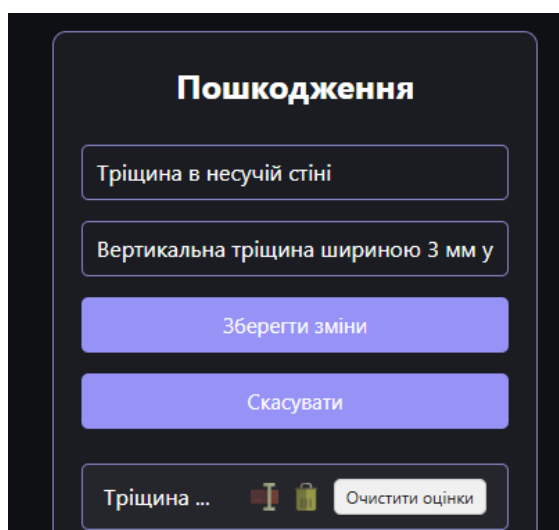 Пошкодження
Тріщина в несучій стіні
Вертикальна тріщина шириною 3 мм у
Зберегти зміни
Скасувати
Тріщина ... Очистити оцінки